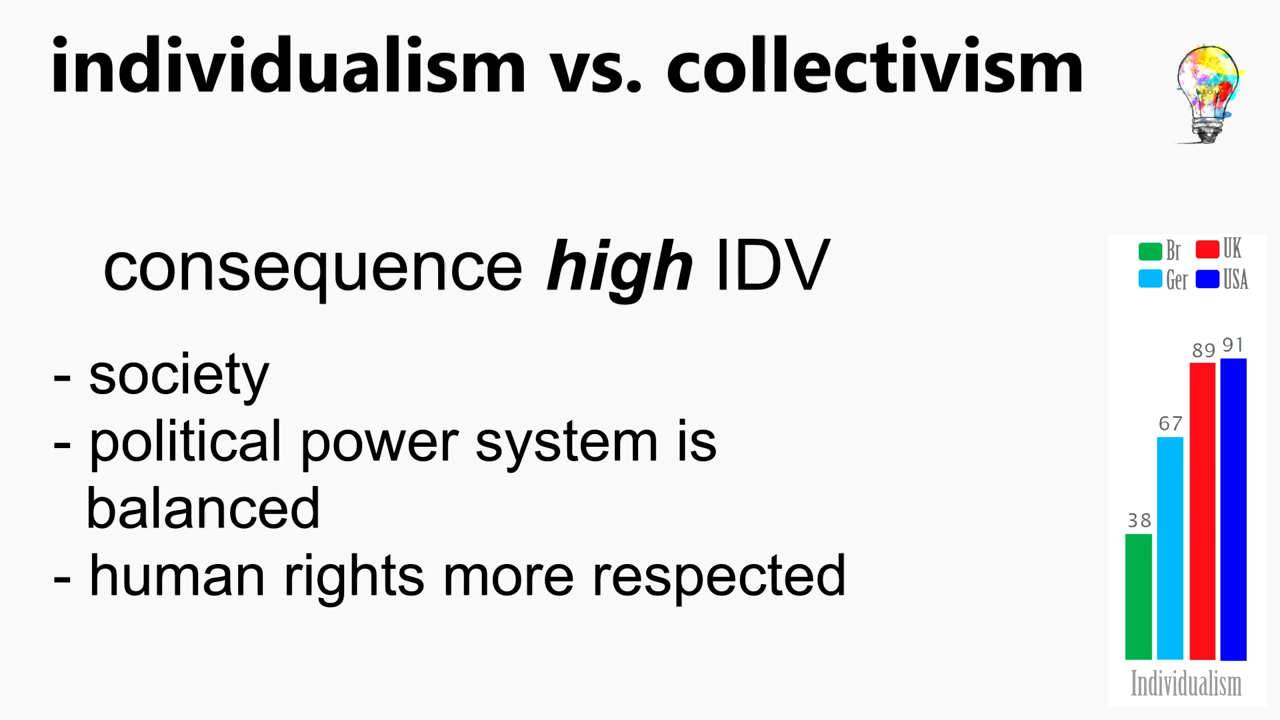 individualism vs. collectivism
consequence high IDV
- society
- political power system is
balanced
- human rights more respected
Br UK
Ger USA
89 91
67
38
Individualism